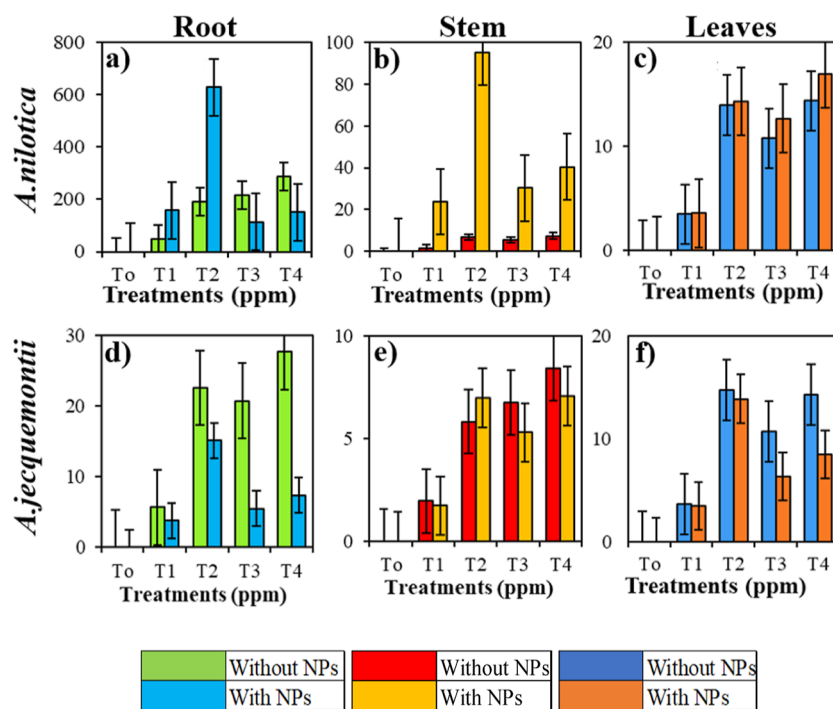 Root Stem Leaves
A.nilotica
a)
800
600
400
200
0
To T1 T2 T3 T4
Treatments (ppm)
b)
100
80
60
40
20
0
To T1 T2 T3 T4
Treatments (ppm)
c)
20
10
0
To T1 T2 T3 T4
Treatments (ppm)
A.jecquemontii
d)
30
20
10
0
To T1 T2 T3 T4
Treatments (ppm)
e)
10
5
0
To T1 T2 T3 T4
Treatments (ppm)
f)
20
10
0
To T1 T2 T3 T4
Treatments (ppm)
Without NPs Without NPs Without NPs
With NPs With NPs With NPs